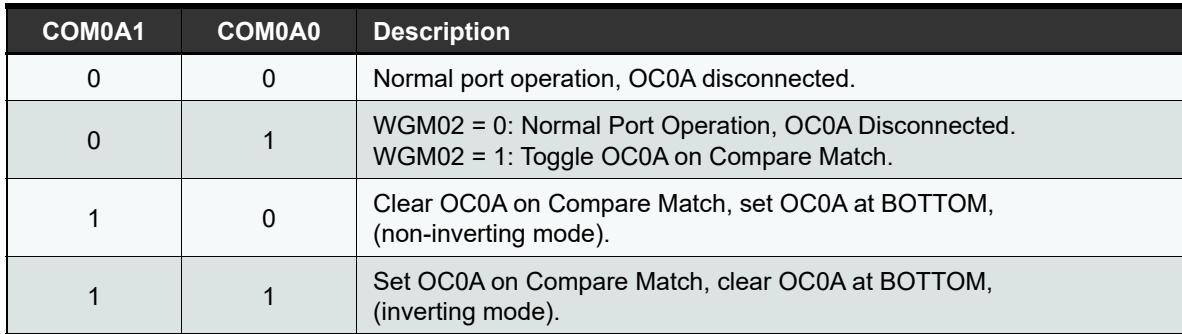 COM0A1 COM0A0 Description
0 0 Normal port operation, OC0A disconnected.
0 1 WGM02 = 0: Normal Port Operation, OC0A Disconnected.
WGM02 = 1: Toggle OC0A on Compare Match.
1 0 Clear OC0A on Compare Match, set OC0A at BOTTOM,
(non-inverting mode).
1 1 Set OC0A on Compare Match, clear OC0A at BOTTOM,
(inverting mode).